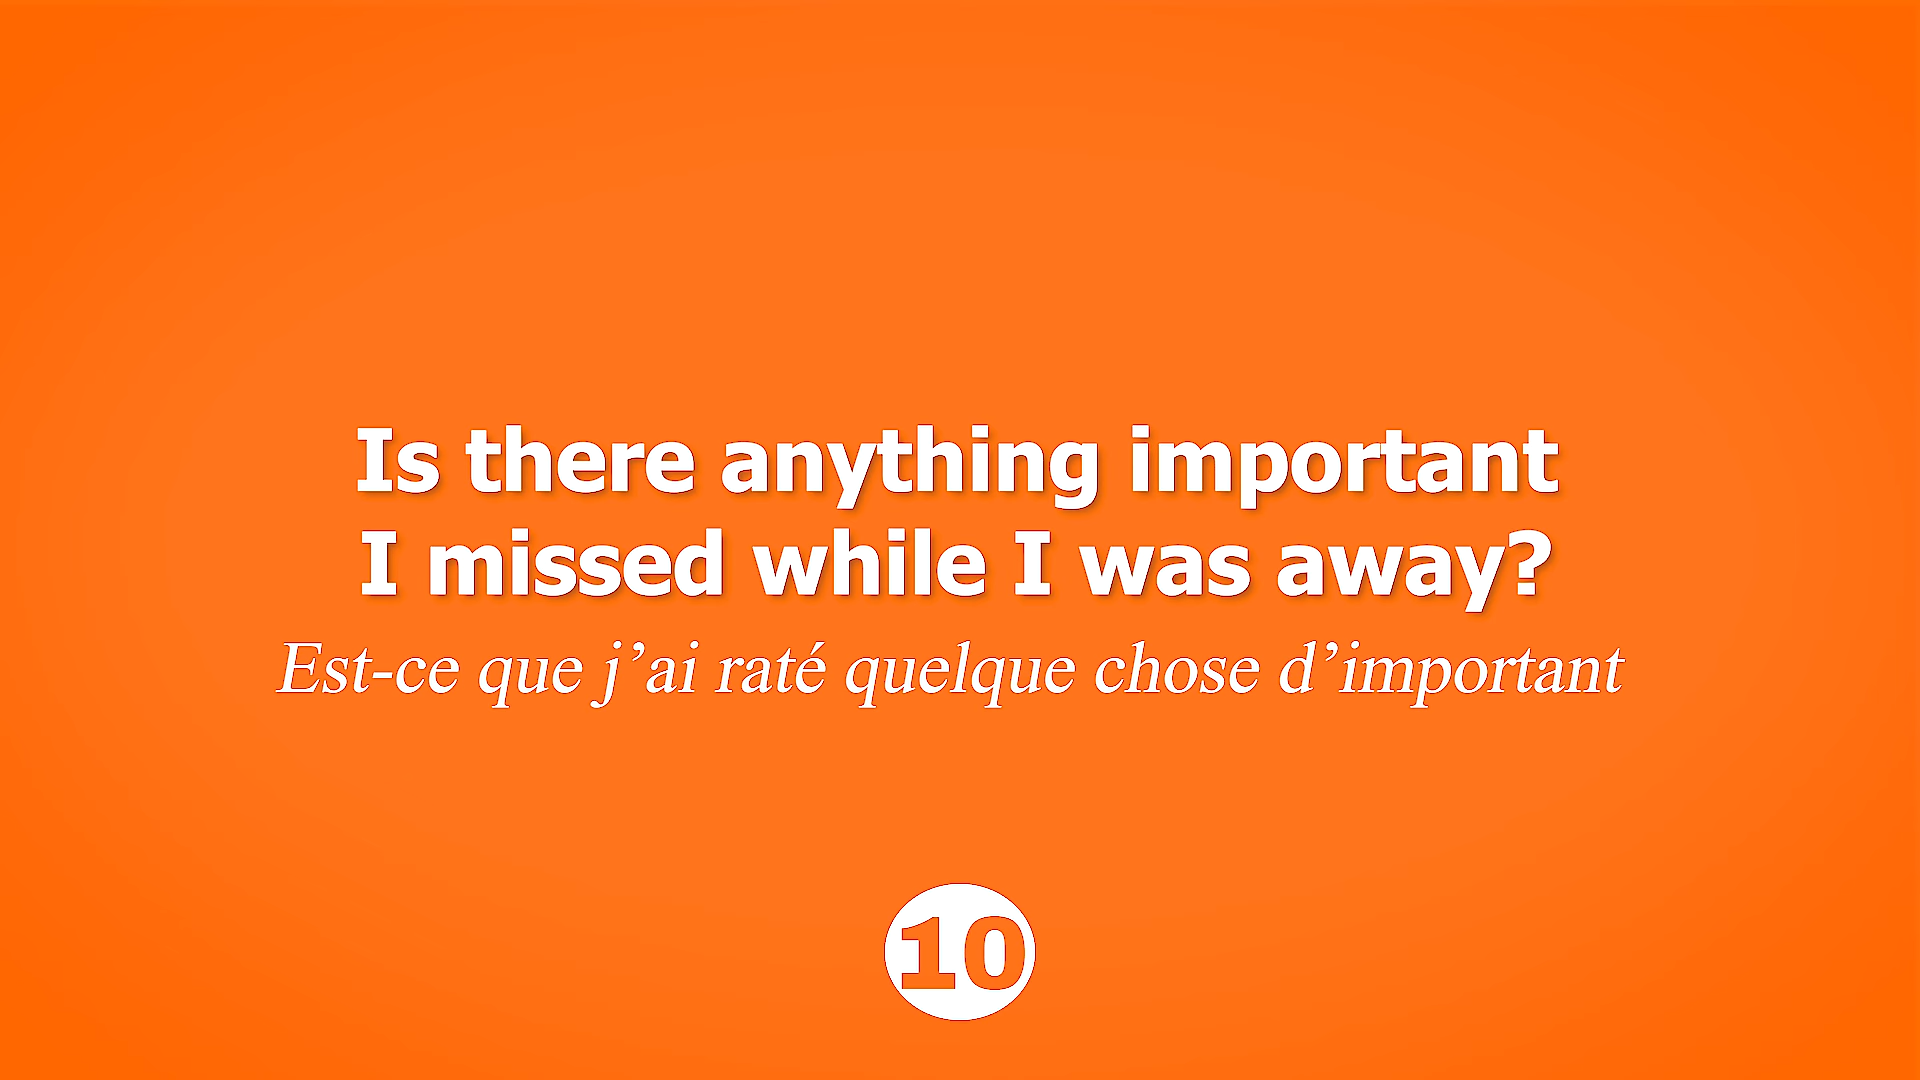 Is there anything important
I missed while I was away?
Est-ce que j’ai raté quelque chose d’important
10